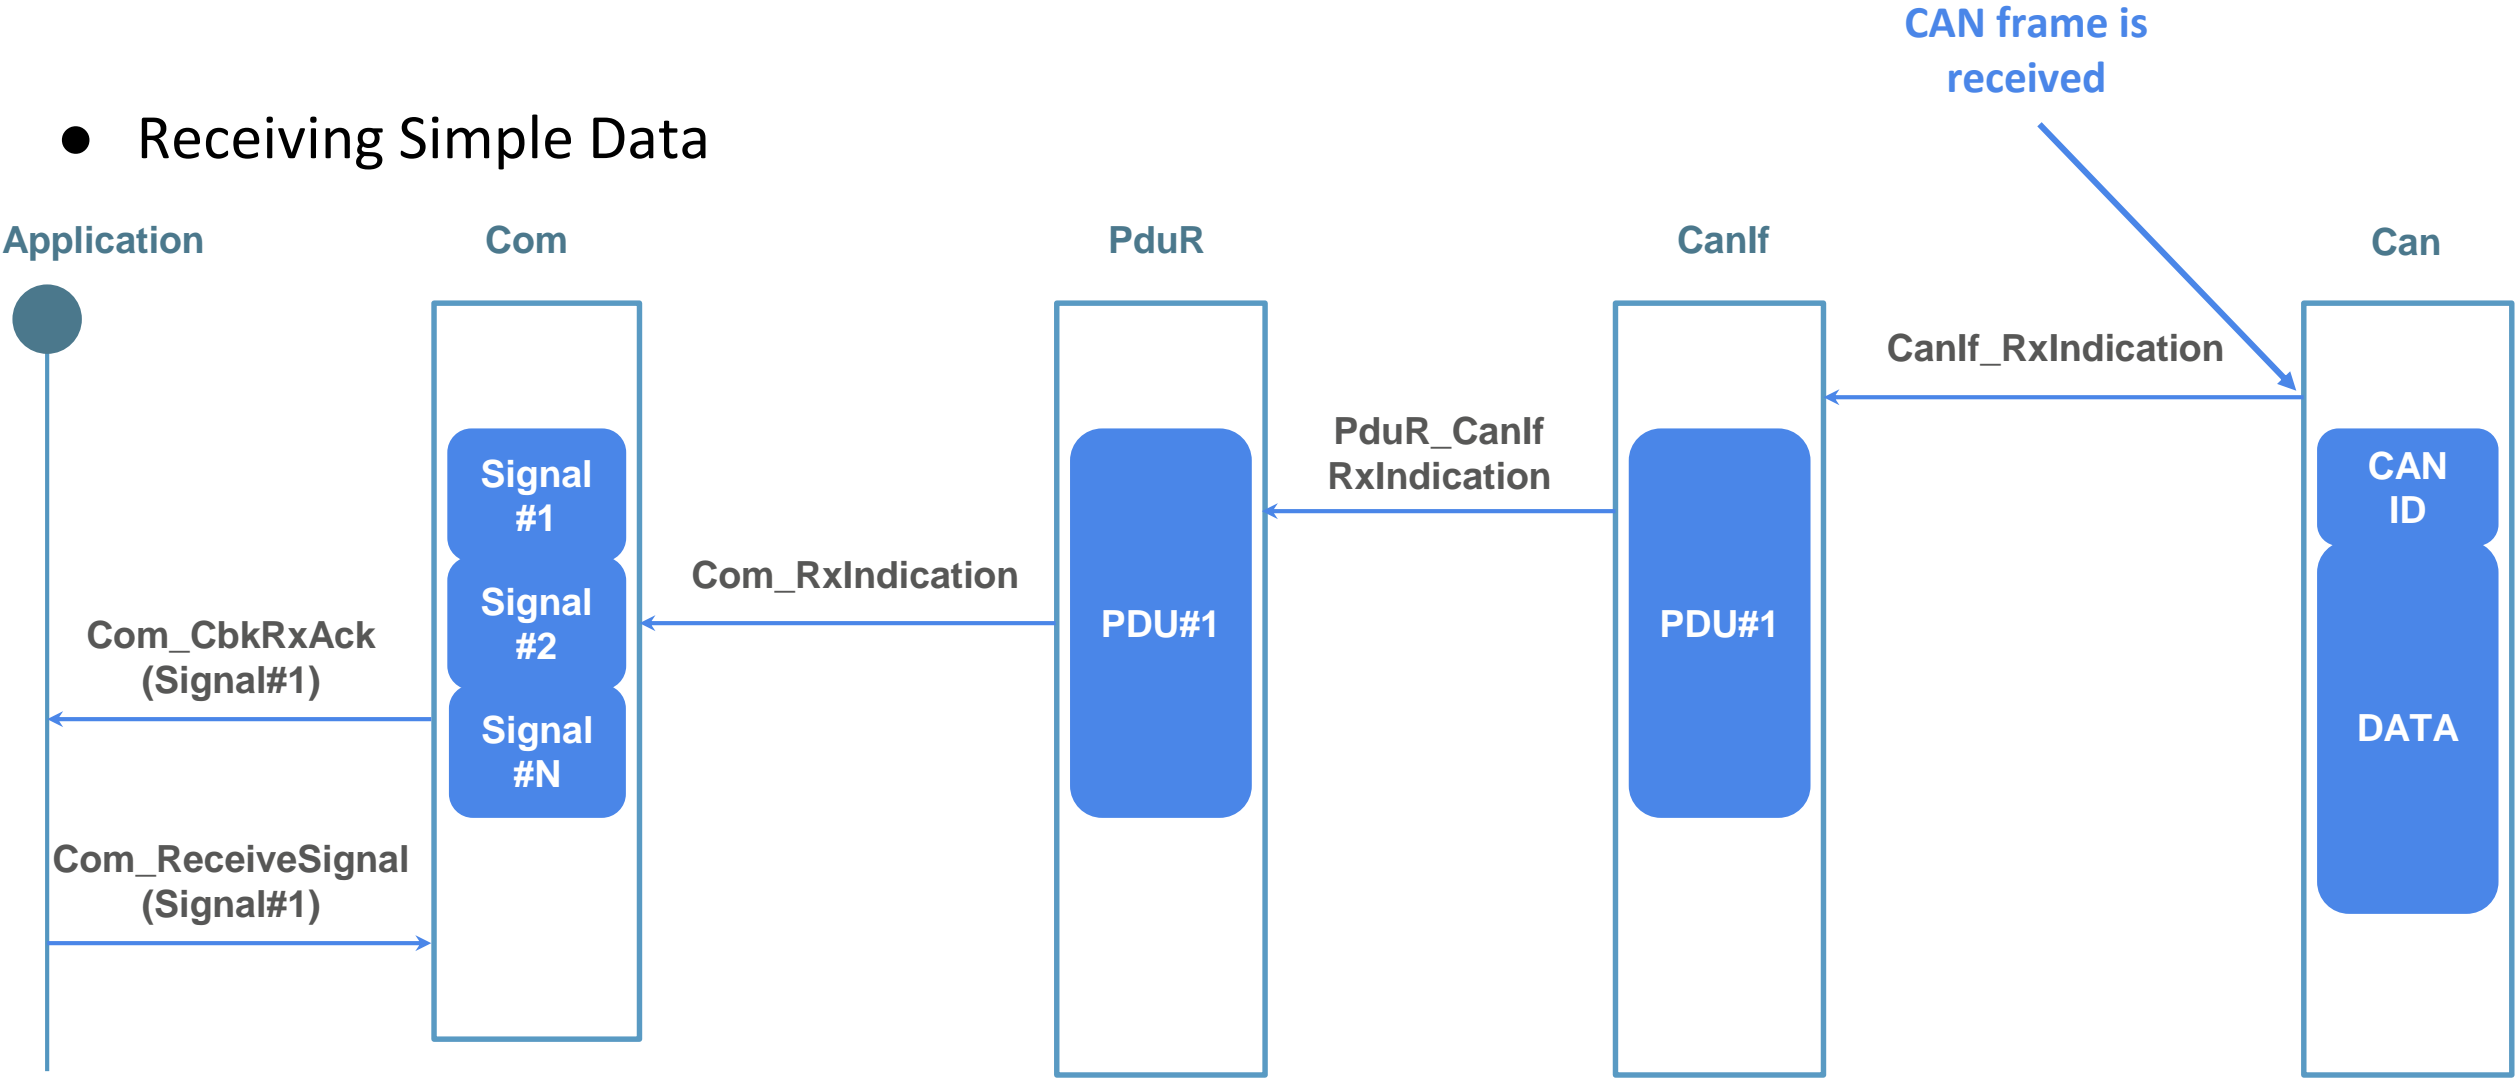 CAN frame is
received
● Receiving Simple Data
Application
Com
PduR
CanIf
Can
CanIf_RxIndication
PduR_CanIf
RxIndication
Com_RxIndication
Com_CbkRxAck
(Signal#1)
Com_ReceiveSignal
(Signal#1)
Signal
#1
Signal
#2
Signal
#N
PDU#1
PDU#1
CAN
ID
DATA